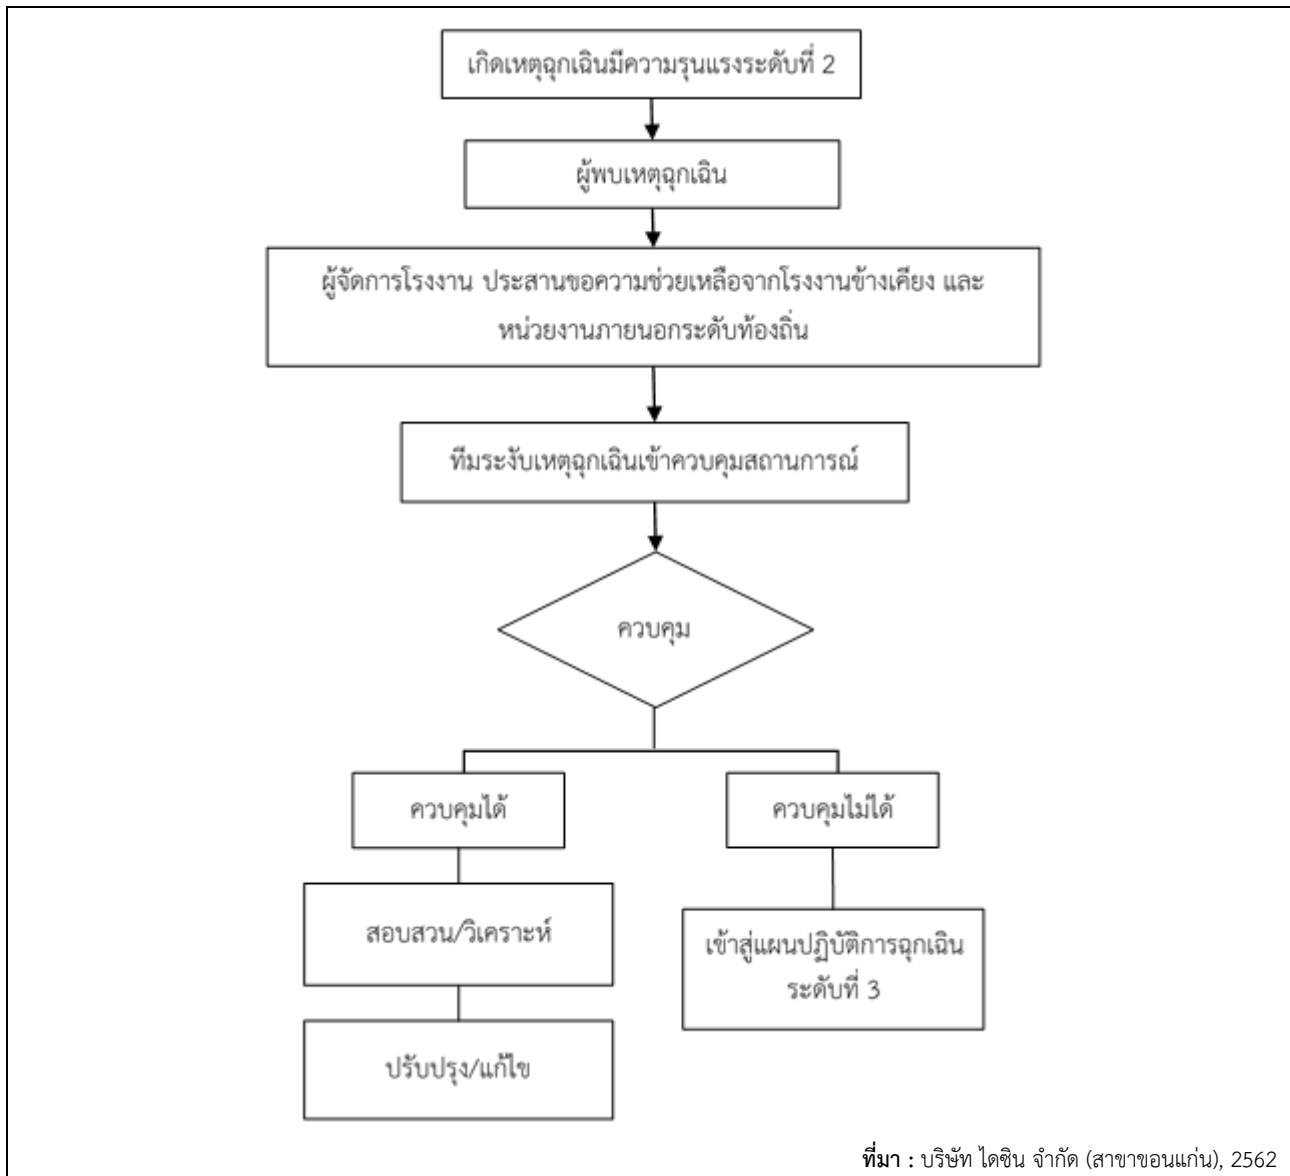 เกิดเหตุฉุกเฉินมีความรุนแรงระดับที่ 2
ผู้พบเหตุฉุกเฉิน
ผู้จัดการโรงงาน ประสานขอความช่วยเหลือจากโรงงานข้างเคียง และ
หน่วยงานภายนอกระดับท้องถิ่น
ทีมระงับเหตุฉุกเฉินเข้าควบคุมสถานการณ์
ควบคุม
ควบคุมได้
ควบคุมไม่ได้
สอบสวน/วิเคราะห์
เข้าสู่แผนปฏิบัติการฉุกเฉิน
ระดับที่ 3
ปรับปรุง/แก้ไข
ที่มา : บริษัท ไดซิน จำกัด (สาขาขอนแก่น), 2562